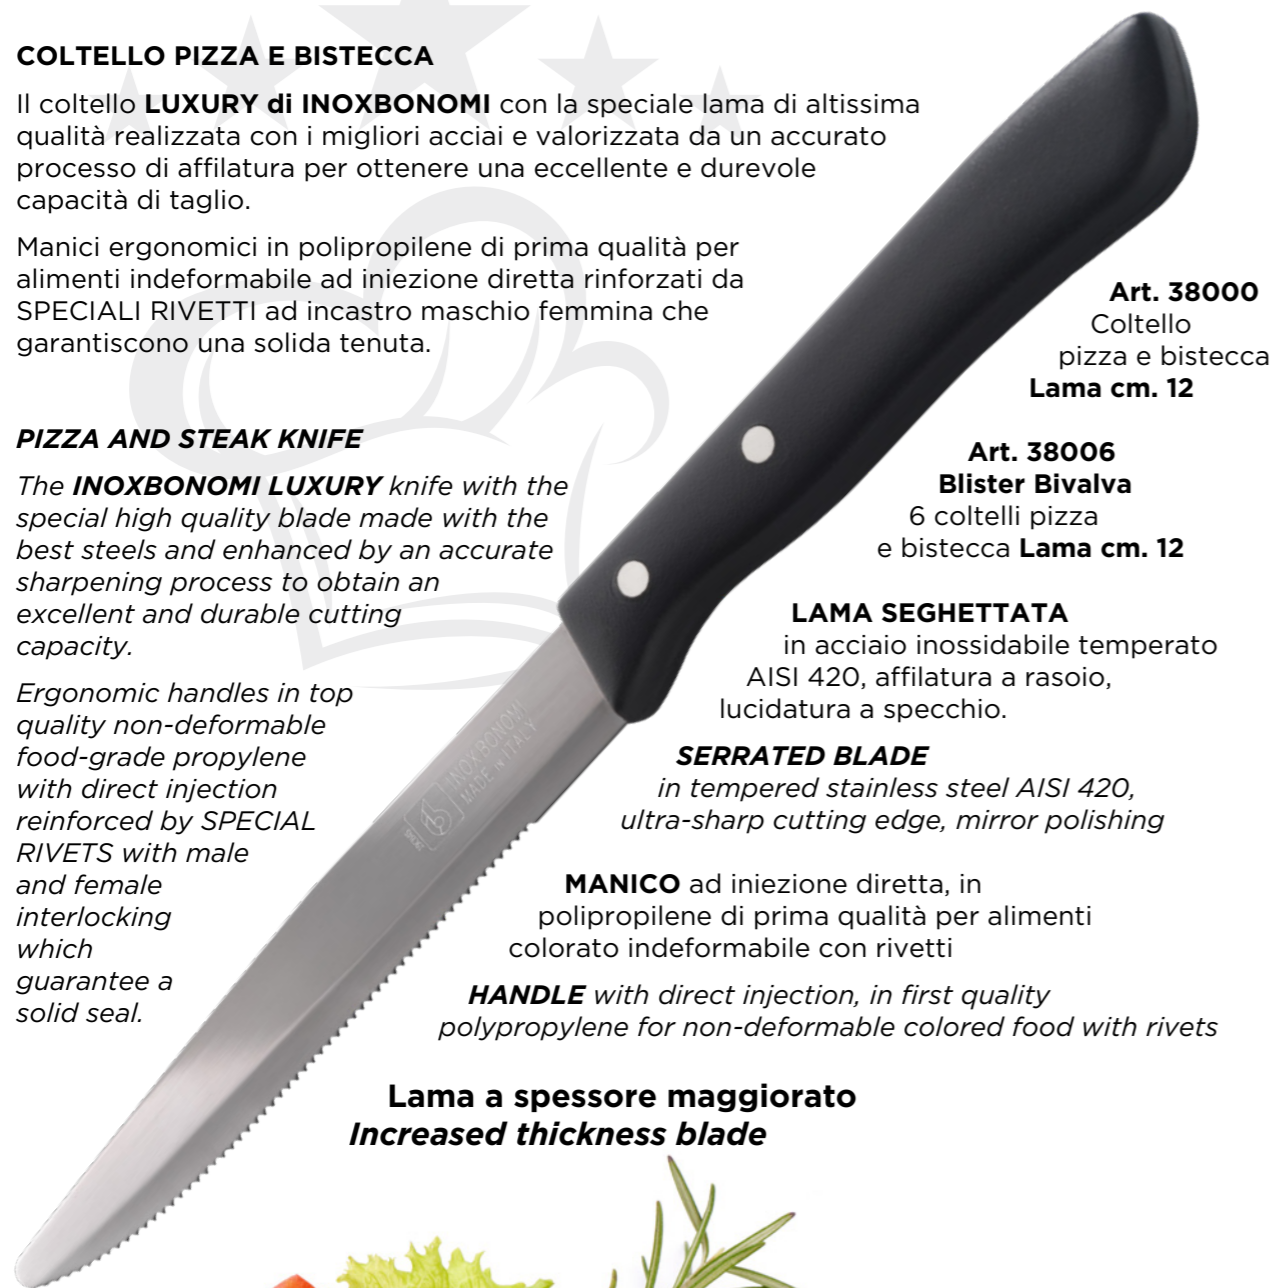 COLTELLO PIZZA E BISTECCA
Il coltello LUXURY di INOXBONOMI con la speciale lama di altissima
qualità realizzata con i migliori acciai e valorizzata da un accurato
processo di affilatura per ottenere una eccellente e durevole
capacità di taglio.
Manici ergonomici in polipropilene di prima qualità per
alimenti indeformabile ad iniezione diretta rinforzati da
SPECIALI RIVETTI ad incastro maschio femmina che
garantiscono una solida tenuta.
PIZZA AND STEAK KNIFE
The INOXBONOMI LUXURY knife with the
special high quality blade made with the
best steels and enhanced by an accurate
sharpening process to obtain an
excellent and durable cutting
capacity.
Ergonomic handles in top
quality non-deformable
food-grade propylene
with direct injection
reinforced by SPECIAL
RIVETS with male
and female
interlocking
which
guarantee a
solid seal.
Art. 38000
Coltello
pizza e bistecca
Lama cm. 12
Art. 38006
Blister Bivalva
6 coltelli pizza
e bistecca Lama cm. 12
LAMA SEGHETTATA
in acciaio inossidabile temperato
AISI 420, affilatura a rasoio,
lucidatura a specchio.
SERRATED BLADE
in tempered stainless steel AISI 420,
ultra-sharp cutting edge, mirror polishing
MANICO ad iniezione diretta, in
polipropilene di prima qualità per alimenti
colorato indeformabile con rivetti
HANDLE with direct injection, in first quality
polypropylene for non-deformable colored food with rivets
Lama a spessore maggiorato
Increased thickness blade
INOXBONOMI
MADE IN ITALY